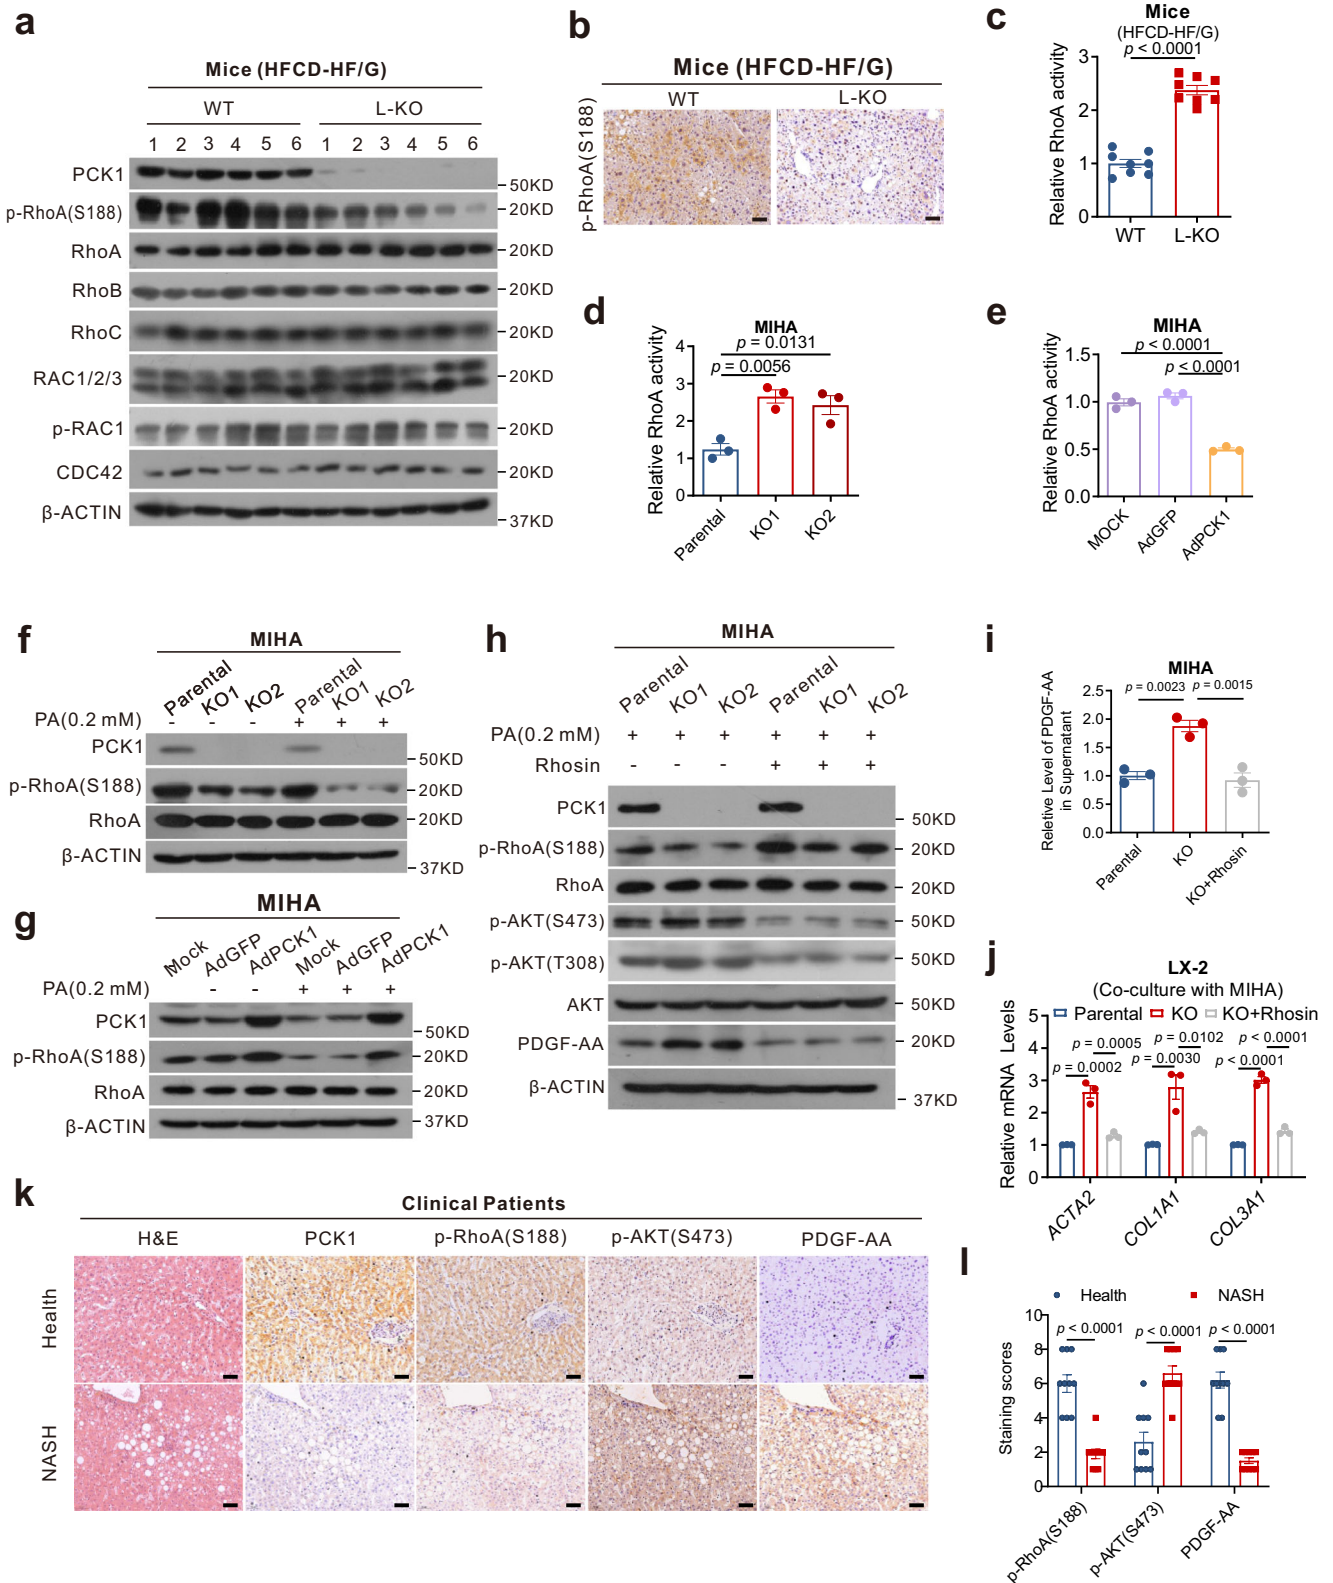 a
Mice (HFCD-HF/G)
WT L-KO
1 2 3 4 5 6 1 2 3 4 5 6
PCK1
50KD
p-RhoA(S188)
20KD
RhoA 20KD
RhoB 20KD
RhoC 20KD
RAC1/2/3 20KD
p-RAC1 20KD
CDC42 20KD
β-ACTIN
37KD
b
Mice (HFCD-HF/G)
WT L-KO
p-RhoA(S188)
c
Mice
(HFCD-HF/G)
p < 0.0001
Relative RhoA activity
3
2
1
0
WT L-KO
d
MIHA
p = 0.0131
p = 0.0056
Relative RhoA activity
4
3
2
1
0
Parental KO1 KO2
e
MIHA
p < 0.0001
p < 0.0001
Relative RhoA activity
1.5
1.0
0.5
0.0
MOCK AdGFP AdPCK1
f
MIHA
Parental KO1 KO2 Parental KO1 KO2
PA(0.2 mM) - - - + + +
PCK1
50KD
p-RhoA(S188) 20KD
RhoA 20KD
β-ACTIN
37KD
g
MIHA
Mock AdGFP AdPCK1 Mock AdGFP AdPCK1
PA(0.2 mM) - - + + +
PCK1
50KD
p-RhoA(S188) 20KD
RhoA 20KD
β-ACTIN 37KD
h
MIHA
Parental KO1 KO2 Parental KO1 KO2
PA(0.2 mM) + + + + + +
Rhosin - - - + + +
PCK1
50KD
p-RhoA(S188) 20KD
RhoA 20KD
p-AKT(S473) 50KD
p-AKT(T308) 50KD
AKT 50KD
PDGF-AA 20KD
β-ACTIN
37KD
i
MIHA
p = 0.0023 p = 0.0015
Reletive Level of PDGF-AA
in Supernatant
2.5
2.0
1.5
1.0
0.5
0.0
Parental KO KO+Rhosin
j
LX-2
(Co-culture with MIHA)
Parental KO KO+Rhosin
p = 0.0005 p = 0.0102 p < 0.0001
p = 0.0002 p = 0.0030 p < 0.0001
Relative mRNA Levels
5
4
3
2
1
0
ACTA2 COL1A1 COL3A1
k
Clinical Patients
H&E PCK1 p-RhoA(S188) p-AKT(S473) PDGF-AA
Health
NASH
l
Health NASH
p < 0.0001 p < 0.0001 p < 0.0001
Staining scores
10
8
6
4
2
0
p-RhoA(S188) p-AKT(S473) PDGF-AA